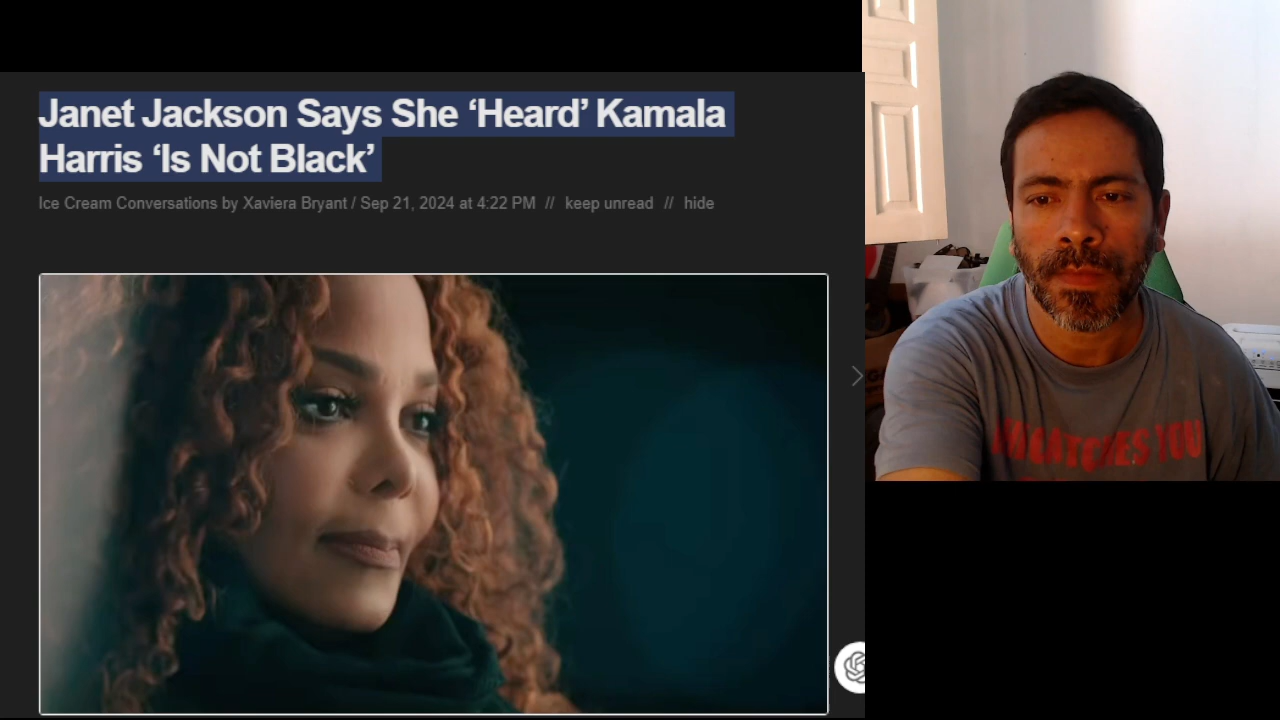 Janet Jackson Says She ‘Heard’ Kamala
Harris ‘Is Not Black’
Ice Cream Conversations by Xaviera Bryant / Sep 21, 2024 at 4:22 PM // keep unread // hide
YOU